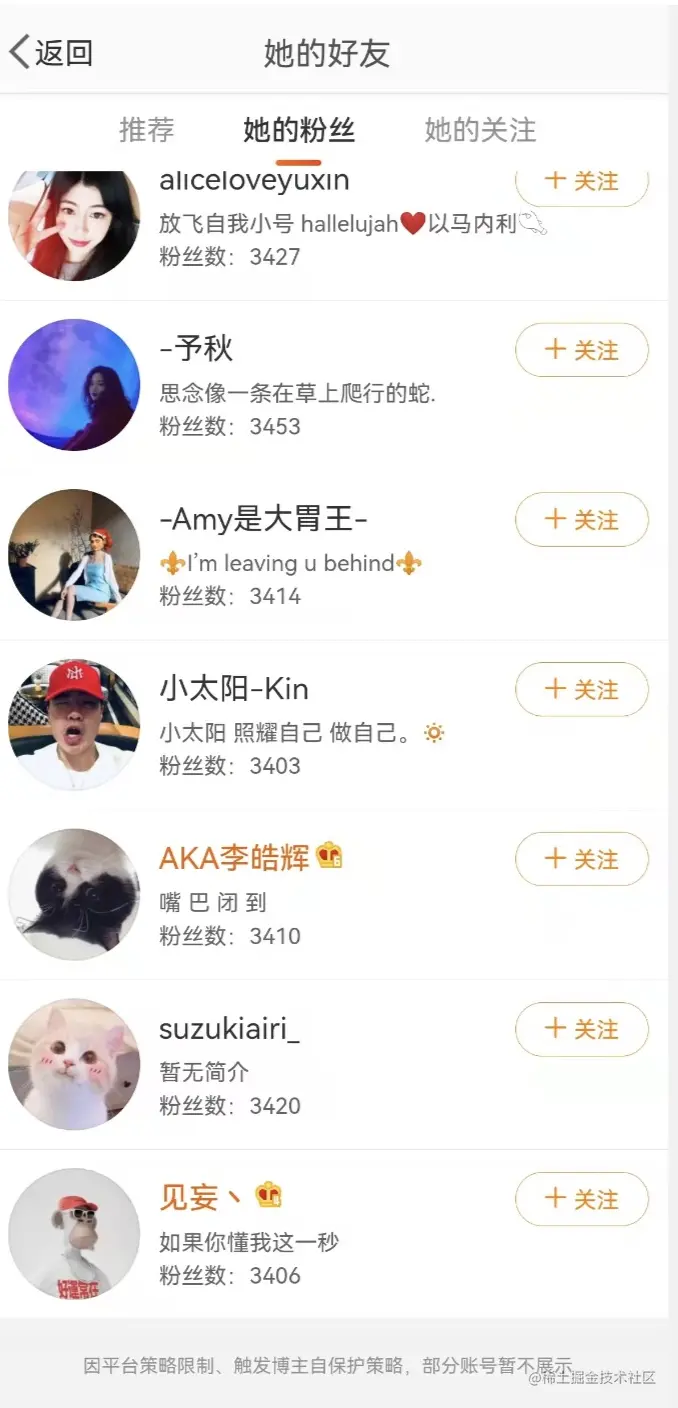 返回
她的好友
推荐 她的粉丝 她的关注
aliceloveyuxin
+ 关注
放飞自我小号 hallelujah❤️以马内利
粉丝数：3427
-予秋
+ 关注
思念像一条在草上爬行的蛇.
粉丝数：3453
-Amy是大胃王-
+ 关注
⚜️I’m leaving u behind⚜️
粉丝数：3414
小太阳-Kin
+ 关注
小太阳 照耀自己 做自己。🔅
粉丝数：3403
AKA李皓辉
+ 关注
嘴 巴 闭 到
粉丝数：3410
suzukiairi_
+ 关注
暂无简介
粉丝数：3420
见妄丶
+ 关注
如果你懂我这一秒
粉丝数：3406
因平台策略限制、触发博主自保护策略，部分账号暂不展示
@稀土掘金技术社区